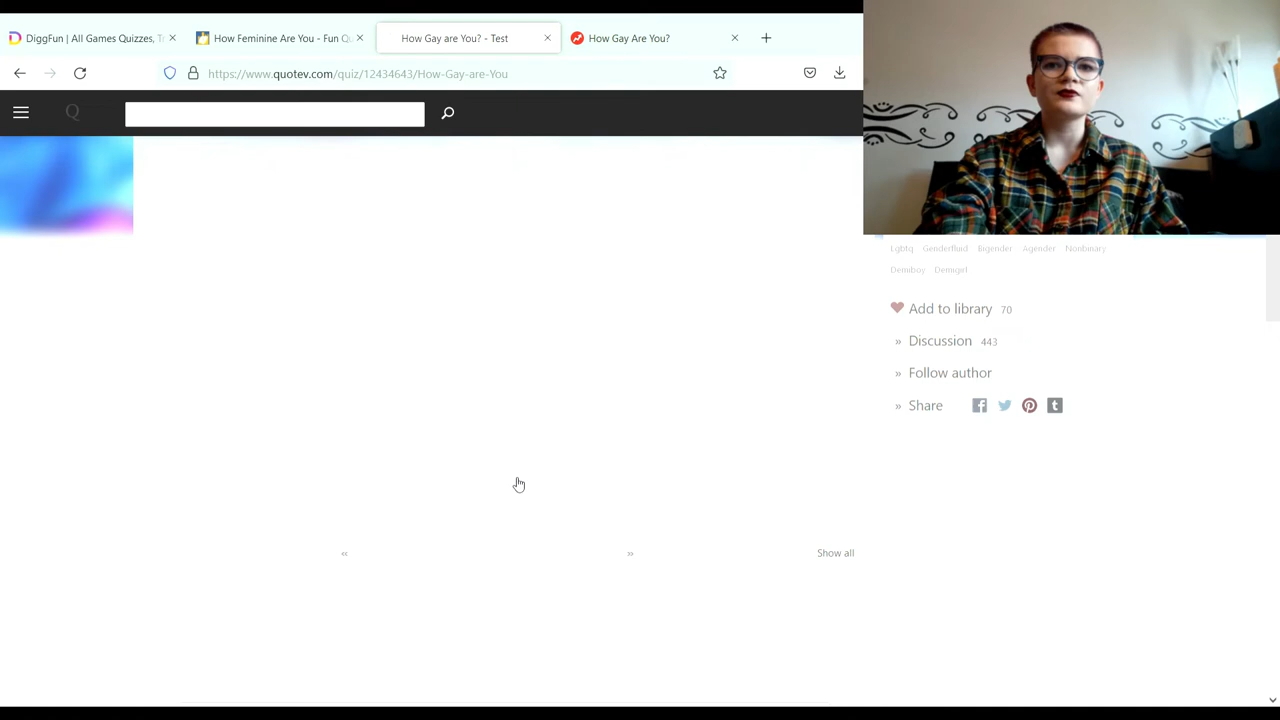 DiggFun | All Games Quizzes, T
How Feminine Are You - Fun Q
How Gay are You? - Test
How Gay Are You?
https://www.quotev.com/quiz/12434643/How-Gay-are-You
Q
Lgbtq Genderfluid Bigender Agender Nonbinary
Demiboy Demigirl
Add to library 70
» Discussion 443
» Follow author
» Share
« » Show all